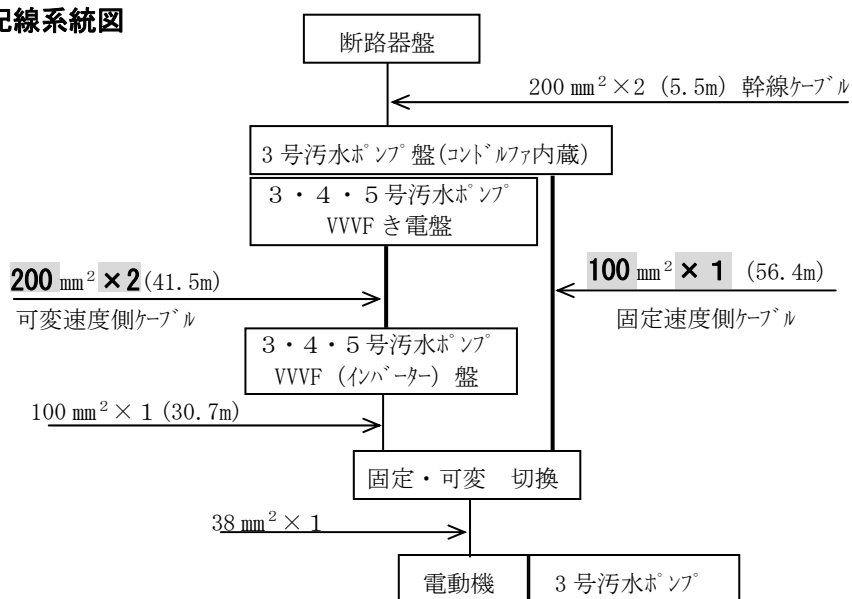 配線系統図
断路器盤
200 mm²×2 (5.5m) 幹線ｹｰﾌﾞﾙ
3号汚水ﾎﾟﾝﾌﾟ盤(ｺﾝﾄﾞﾙﾌｧ内蔵)
３・４・５号汚水ﾎﾟﾝﾌﾟ
VVVFき電盤
200 mm²×2(41.5m)
可変速度側ｹｰﾌﾞﾙ
100 mm²× 1 (56.4m)
固定速度側ｹｰﾌﾞﾙ
３・４・５号汚水ﾎﾟﾝﾌﾟ
VVVF (ｲﾝﾊﾞｰﾀｰ) 盤
100 mm²× 1 (30.7m)
固定・可変　切換
38 mm²× 1
電動機
3号汚水ﾎﾟﾝﾌﾟ